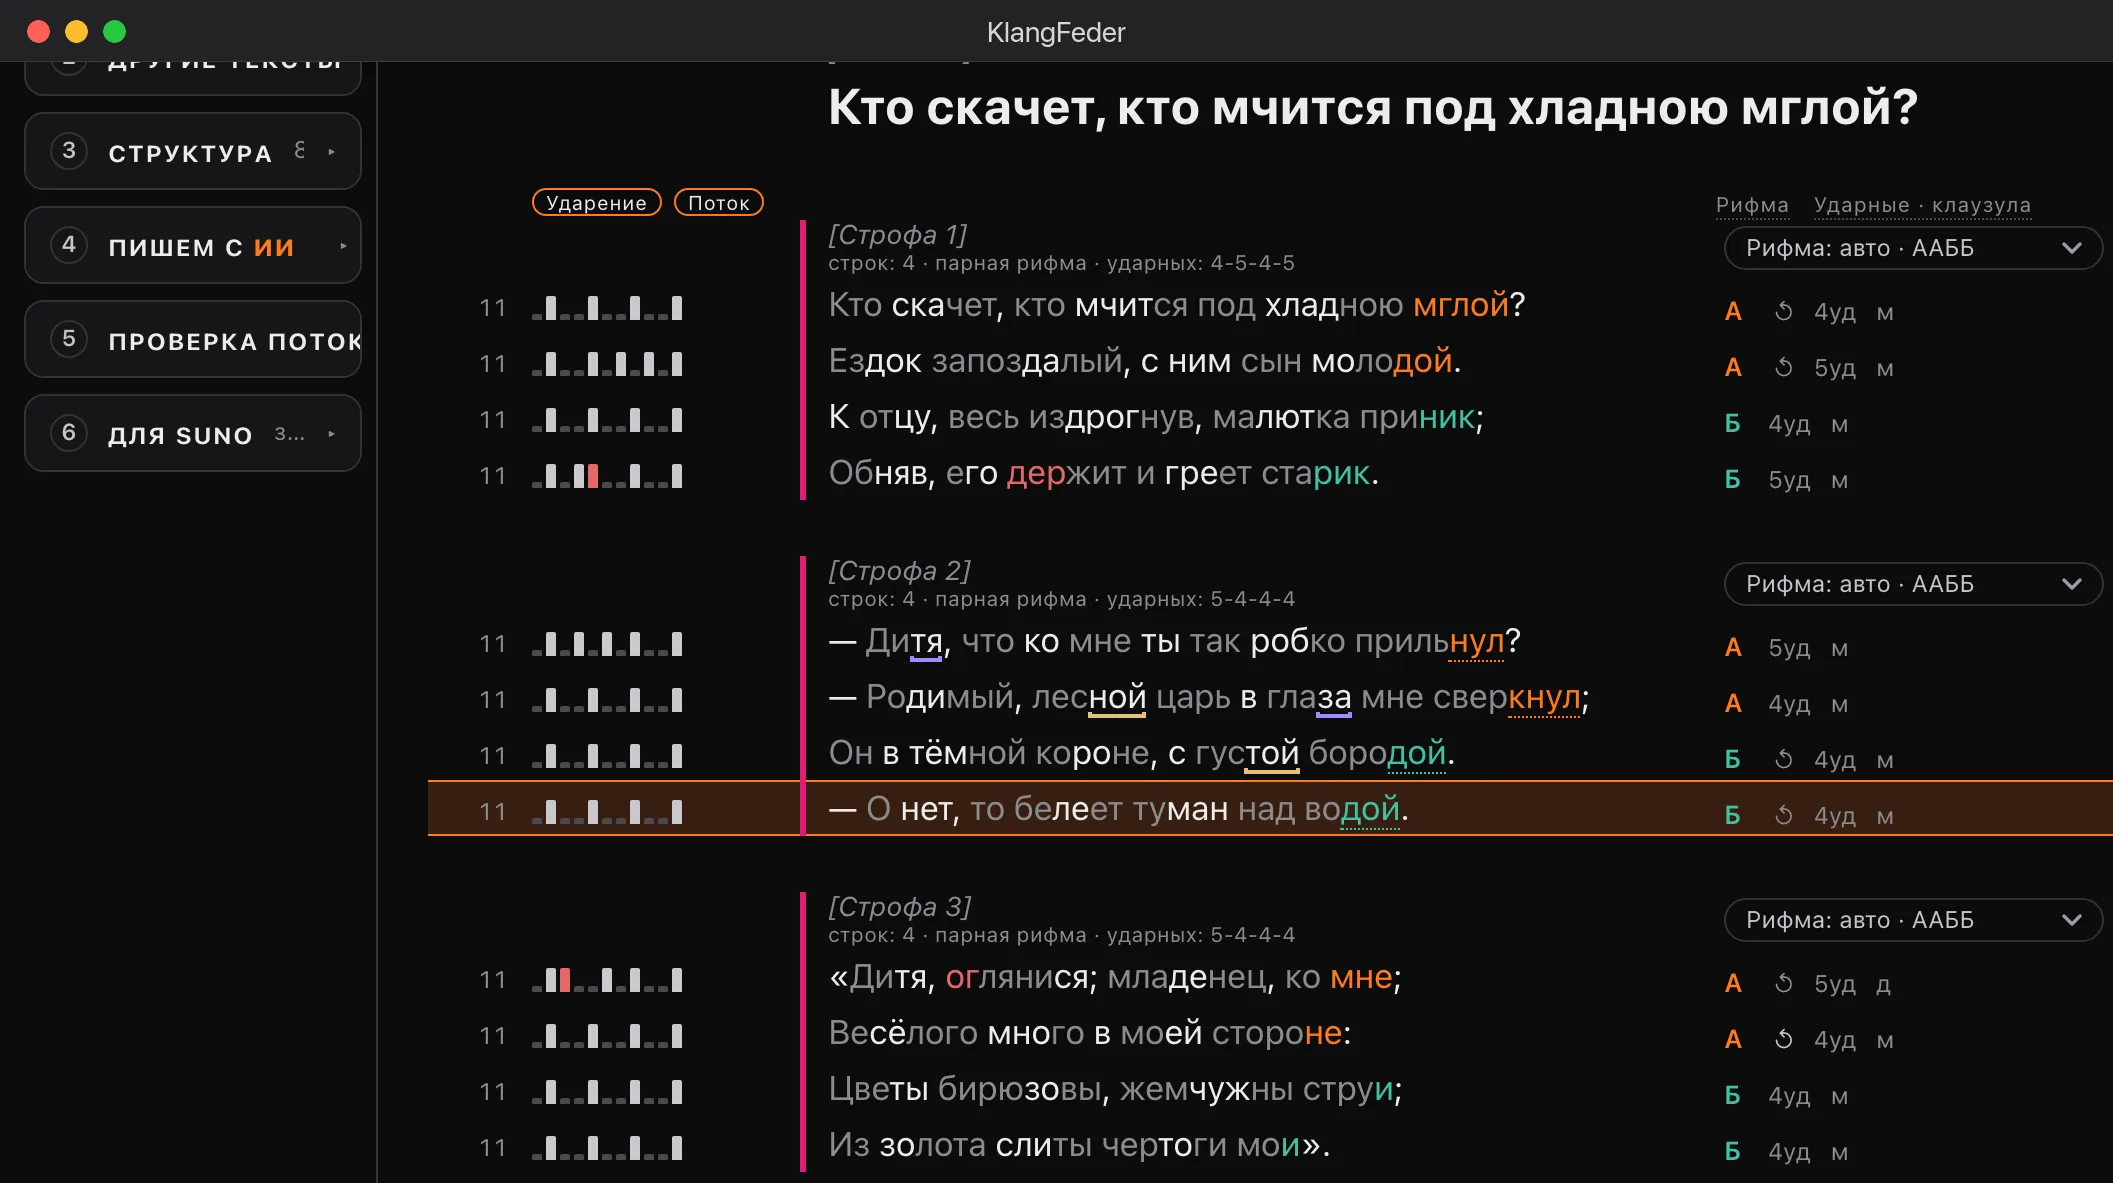 KlangFeder
ДРУГИЕ ТЕКСТЫ
3 СТРУКТУРА 8
4 ПИШЕМ С ИИ
5 ПРОВЕРКА ПОТОК
6 ДЛЯ SUNO з...
Кто скачет, кто мчится под хладною мглой?
Ударение Поток
Рифма Ударные · клаузула
[Строфа 1]
строк: 4 · парная рифма · ударных: 4-5-4-5
Рифма: авто · ААББ
11 Кто скачет, кто мчится под хладною мглой? А 4уд м
11 Ездок запоздалый, с ним сын молодой. А 5уд м
11 К отцу, весь издрогнув, малютка приник; Б 4уд м
11 Обняв, его держит и греет старик. Б 5уд м
[Строфа 2]
строк: 4 · парная рифма · ударных: 5-4-4-4
Рифма: авто · ААББ
11 — Дитя, что ко мне ты так робко прильнул? А 5уд м
11 — Родимый, лесной царь в глаза мне сверкнул; А 4уд м
11 Он в тёмной короне, с густой бородой. Б 4уд м
11 — О нет, то белеет туман над водой. Б 4уд м
[Строфа 3]
строк: 4 · парная рифма · ударных: 5-4-4-4
Рифма: авто · ААББ
11 «Дитя, оглянися; младенец, ко мне; А 5уд д
11 Весёлого много в моей стороне: А 4уд м
11 Цветы бирюзовы, жемчужны струи; Б 4уд м
11 Из золота слиты чертоги мои». Б 4уд м